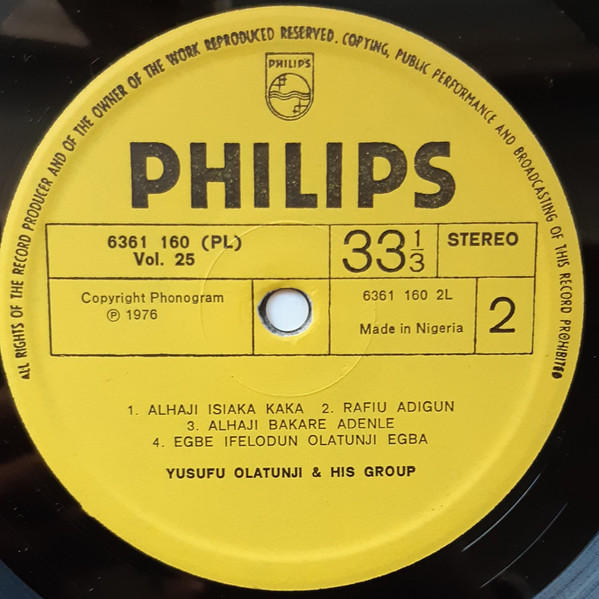 ALL RIGHTS OF THE RECORD PRODUCER AND OF THE OWNER OF THE WORK REPRODUCED RESERVED. COPYING, PUBLIC PERFORMANCE AND BROADCASTING OF THIS RECORD PROHIBITED
PHILIPS
PHILIPS
6361 160 (PL)
Vol. 25
33 1/3
STEREO
Copyright Phonogram
℗ 1976
6361 160 2L
Made in Nigeria
2
1. ALHAJI ISIAKA KAKA 2. RAFIU ADIGUN
3. ALHAJI BAKARE ADENLE
4. EGBE IFELODUN OLATUNJI EGBA
YUSUFU OLATUNJI & HIS GROUP